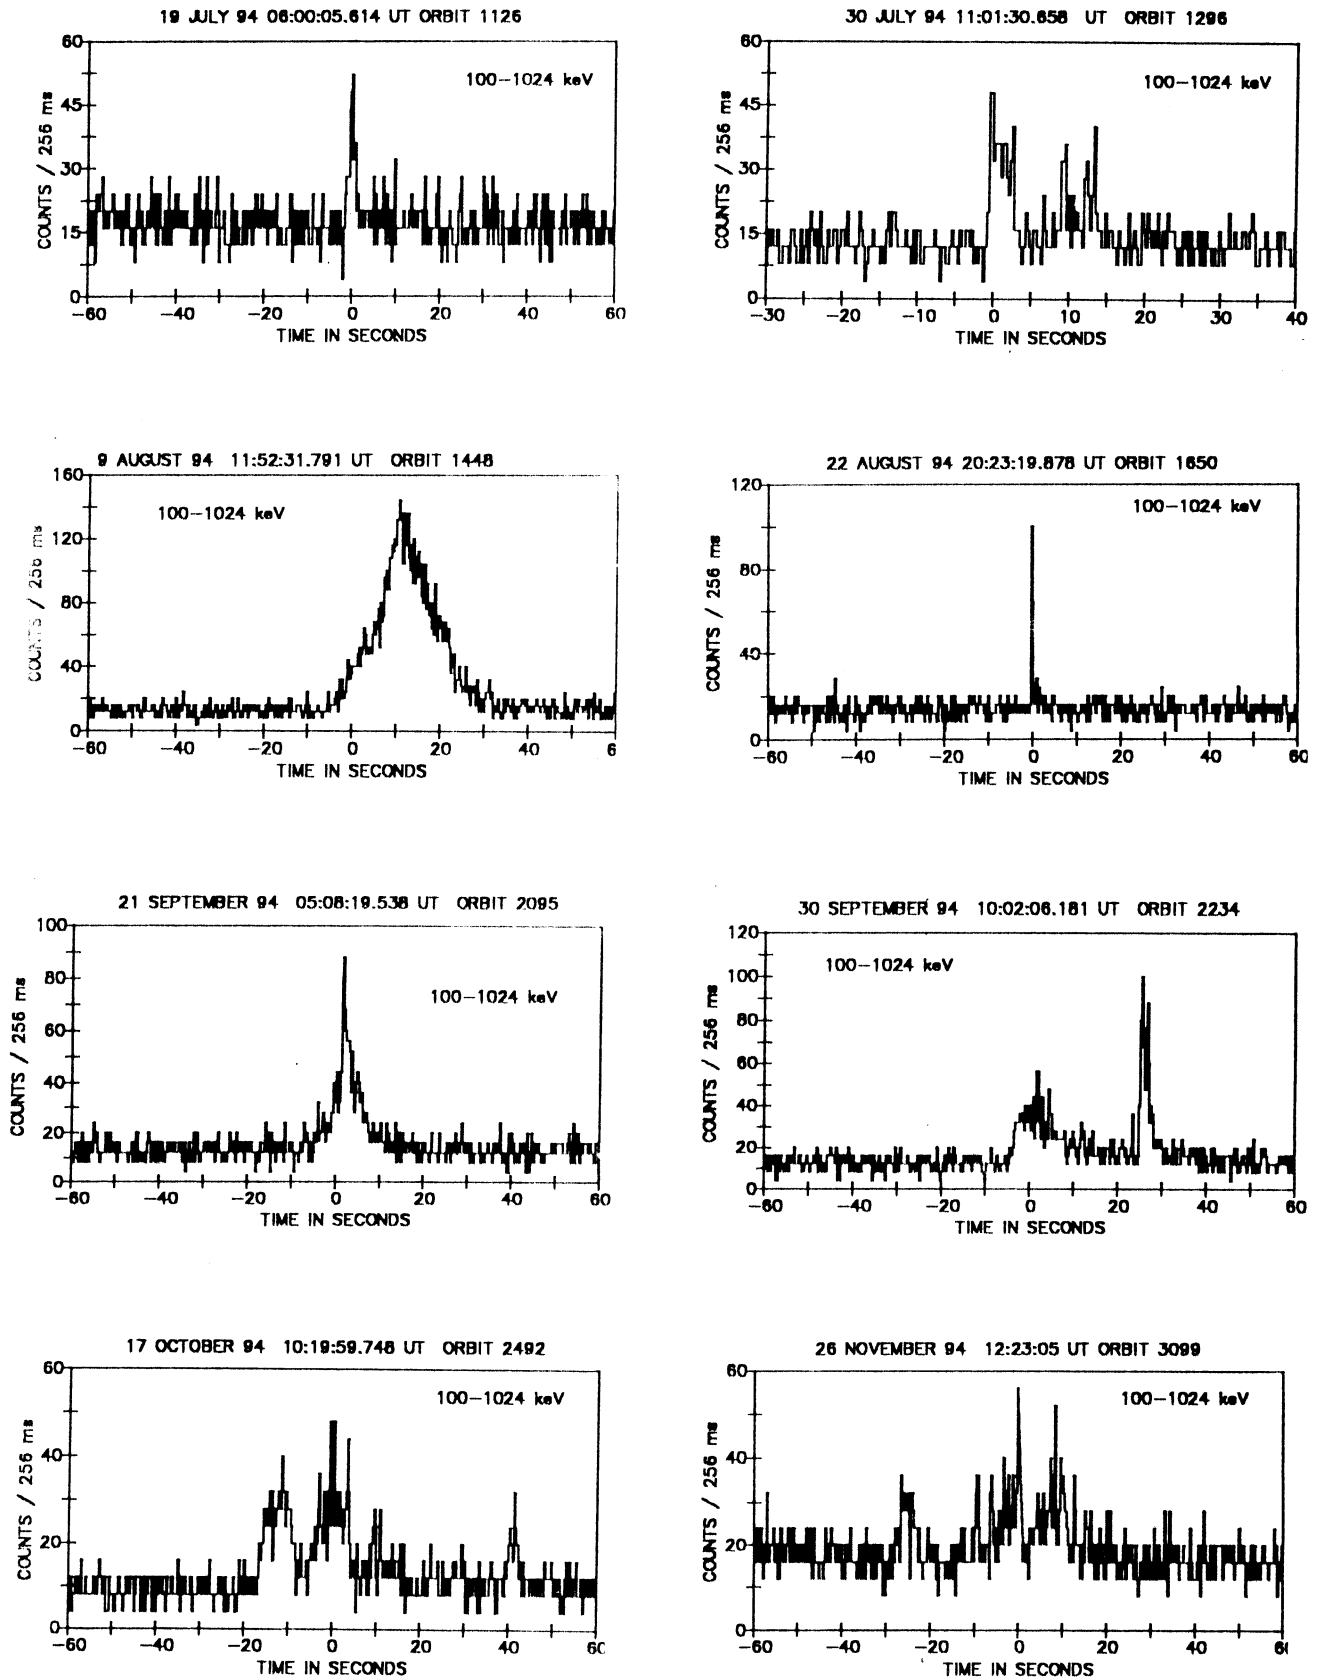 19 JULY 94 06:00:05.614 UT ORBIT 1126
60
45
30
15
0
COUNTS / 256 ms
100-1024 keV
-60 -40 -20 0 20 40 60
TIME IN SECONDS
30 JULY 94 11:01:30.658 UT ORBIT 1296
60
45
30
15
0
COUNTS / 256 ms
100-1024 keV
-30 -20 -10 0 10 20 30 40
TIME IN SECONDS
9 AUGUST 94 11:52:31.791 UT ORBIT 1448
160
120
80
40
0
COUNTS / 256 ms
100-1024 keV
-60 -40 -20 0 20 40 6
TIME IN SECONDS
22 AUGUST 94 20:23:19.878 UT ORBIT 1650
120
80
40
0
COUNTS / 256 ms
100-1024 keV
-60 -40 -20 0 20 40 60
TIME IN SECONDS
21 SEPTEMBER 94 05:08:19.538 UT ORBIT 2095
100
80
60
40
20
0
COUNTS / 256 ms
100-1024 keV
-60 -40 -20 0 20 40 60
TIME IN SECONDS
30 SEPTEMBER 94 10:02:06.181 UT ORBIT 2234
120
100
80
60
40
20
0
COUNTS / 256 ms
100-1024 keV
-60 -40 -20 0 20 40 60
TIME IN SECONDS
17 OCTOBER 94 10:19:59.748 UT ORBIT 2492
60
40
20
0
COUNTS / 256 ms
100-1024 keV
-60 -40 -20 0 20 40 60
TIME IN SECONDS
26 NOVEMBER 94 12:23:05 UT ORBIT 3099
60
40
20
0
COUNTS / 256 ms
100-1024 keV
-60 -40 -20 0 20 40 60
TIME IN SECONDS